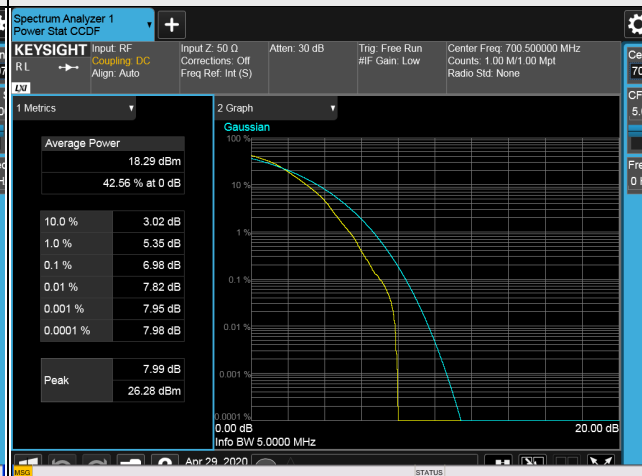 Spectrum Analyzer 1
Power Stat CCDF
KEYSIGHT
RL
LXI
Input: RF
Coupling: DC
Align: Auto
Input Z: 50 Ω
Corrections: Off
Freq Ref: Int (S)
Atten: 30 dB
Trig: Free Run
#IF Gain: Low
Center Freq: 700.500000 MHz
Counts: 1.00 M/1.00 Mpt
Radio Std: None
1 Metrics
Average Power
18.29 dBm
42.56 % at 0 dB
10.0 % 3.02 dB
1.0 % 5.35 dB
0.1 % 6.98 dB
0.01 % 7.82 dB
0.001 % 7.95 dB
0.0001 % 7.98 dB
Peak
7.99 dB
26.28 dBm
2 Graph
Gaussian
100 %
10 %
1 %
0.1 %
0.01 %
0.001 %
0.0001 %
0.00 dB 20.00 dB
Info BW 5.0000 MHz
Apr 29, 2020
MSG STATUS